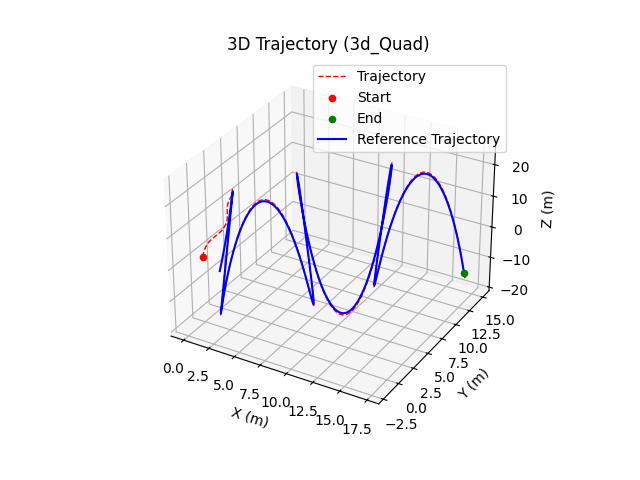 3D Trajectory (3d_Quad)
Trajectory
Start
End
Reference Trajectory
20
10
0
−10
−20
Z (m)
15.0
12.5
10.0
7.5
5.0
2.5
0.0
−2.5
Y (m)
0.0
2.5
5.0
7.5
10.0
12.5
15.0
17.5
X (m)